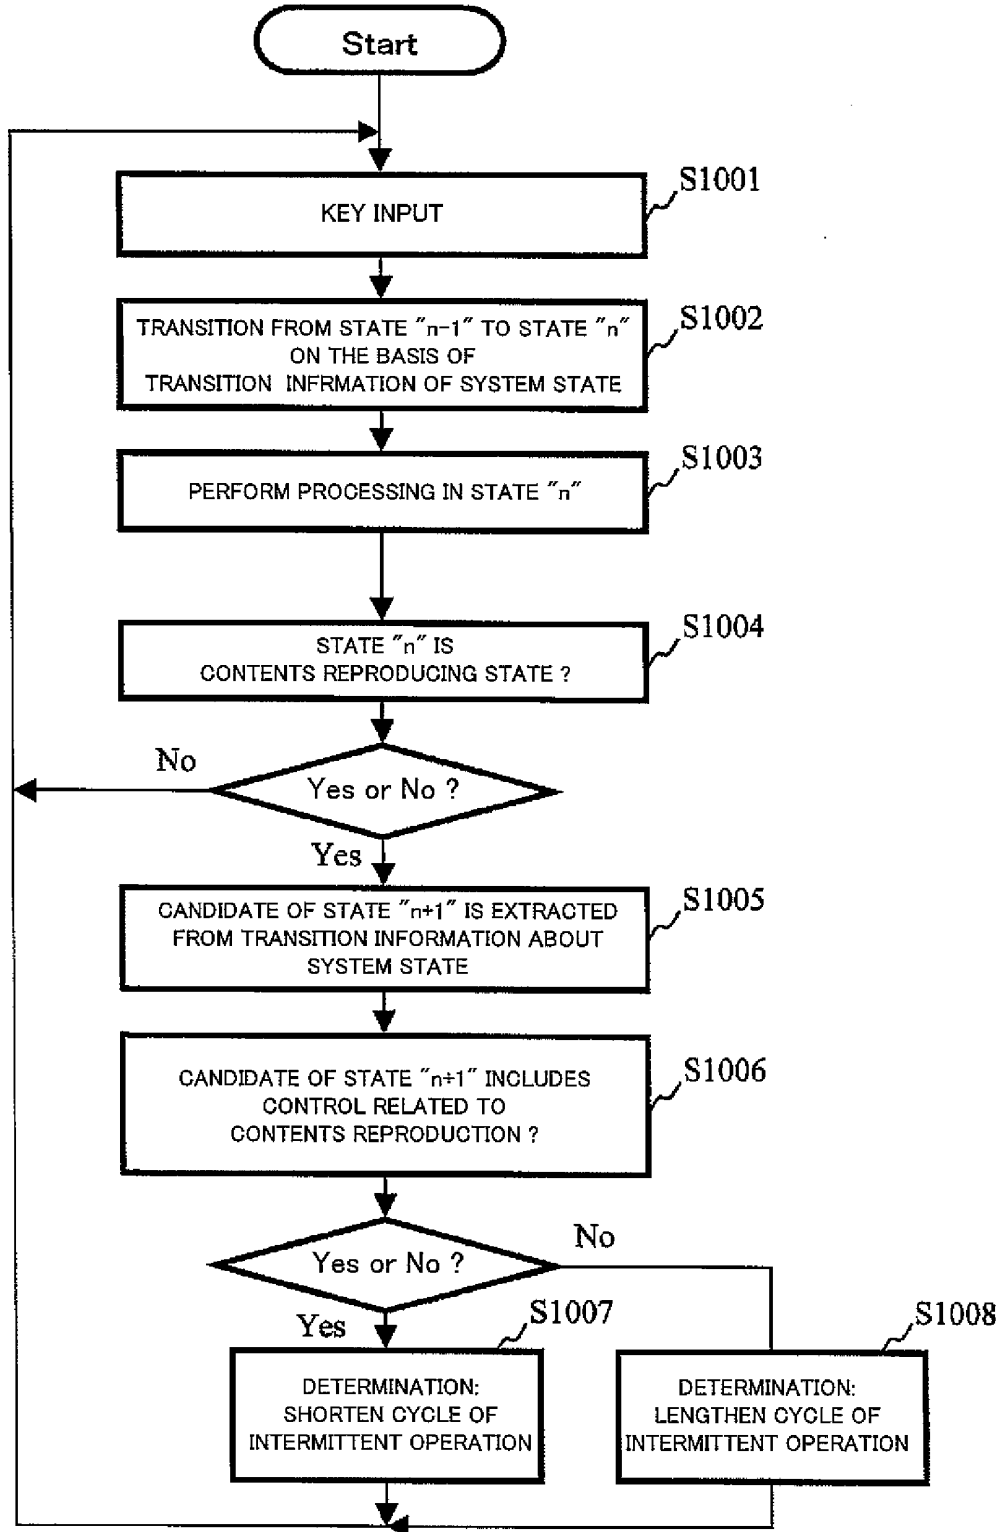 Start
S1001
KEY INPUT
S1002
TRANSITION FROM STATE "n-1" TO STATE "n"
ON THE BASIS OF
TRANSITION INFRMATION OF SYSTEM STATE
S1003
PERFORM PROCESSING IN STATE "n"
S1004
STATE "n" IS
CONTENTS REPRODUCING STATE ?
No
Yes or No ?
Yes
S1005
CANDIDATE OF STATE "n+1" IS EXTRACTED
FROM TRANSITION INFORMATION ABOUT
SYSTEM STATE
S1006
CANDIDATE OF STATE "n+1" INCLUDES
CONTROL RELATED TO
CONTENTS REPRODUCTION ?
Yes or No ?
No
Yes
S1007
DETERMINATION:
SHORTEN CYCLE OF
INTERMITTENT OPERATION
S1008
DETERMINATION:
LENGTHEN CYCLE OF
INTERMITTENT OPERATION